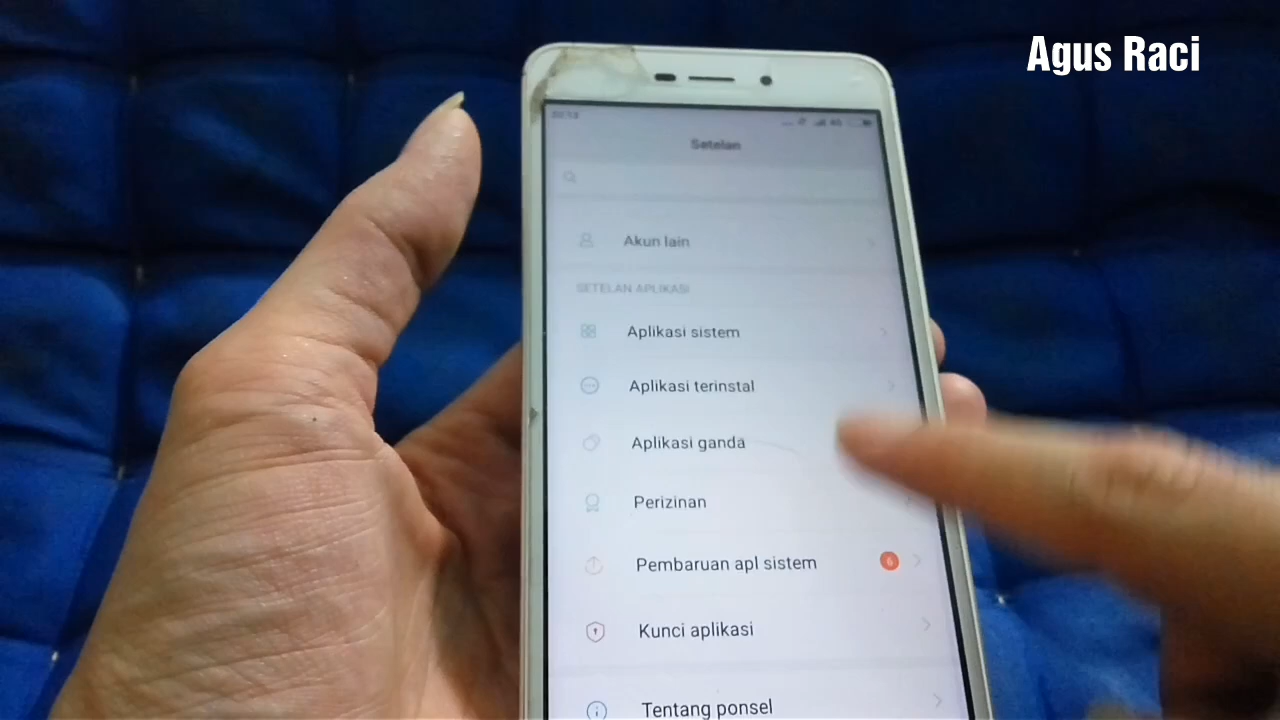 Agus Raci
Setelan
Akun lain
SETELAN APLIKASI
Aplikasi sistem
Aplikasi terinstal
Aplikasi ganda
Perizinan
Pembaruan apl sistem
6
Kunci aplikasi
Tentang ponsel